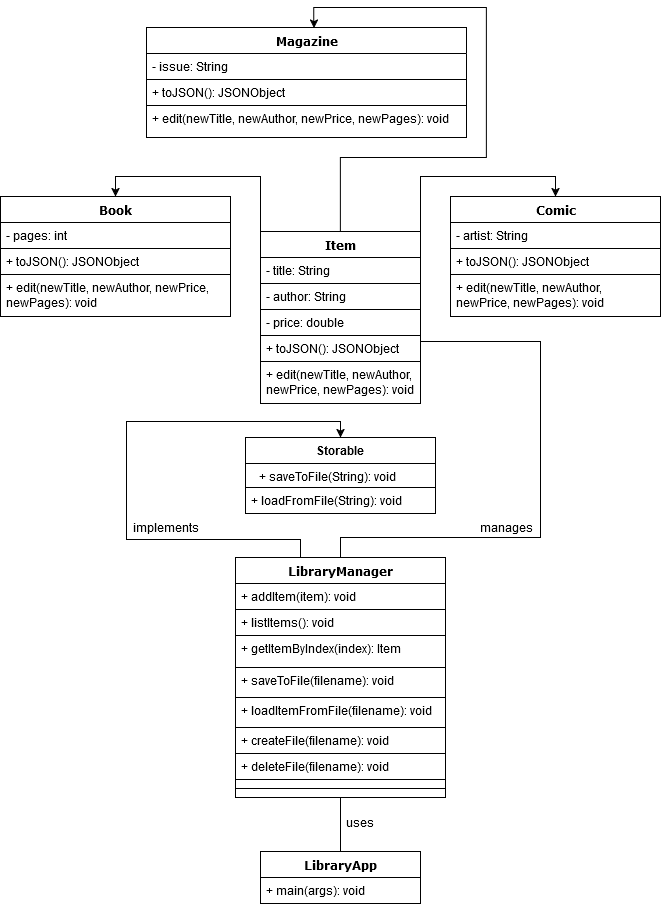 Magazine
- issue: String
+ toJSON(): JSONObject
+ edit(newTitle, newAuthor, newPrice, newPages): void
Book
- pages: int
+ toJSON(): JSONObject
+ edit(newTitle, newAuthor, newPrice,
newPages): void
Item
- title: String
- author: String
- price: double
+ toJSON(): JSONObject
+ edit(newTitle, newAuthor,
newPrice, newPages): void
Comic
- artist: String
+ toJSON(): JSONObject
+ edit(newTitle, newAuthor,
newPrice, newPages): void
Storable
+ saveToFile(String): void
+ loadFromFile(String): void
implements
manages
LibraryManager
+ addItem(item): void
+ listItems(): void
+ getItemByIndex(index): Item
+ saveToFile(filename): void
+ loadItemFromFile(filename): void
+ createFile(filename): void
+ deleteFile(filename): void
uses
LibraryApp
+ main(args): void